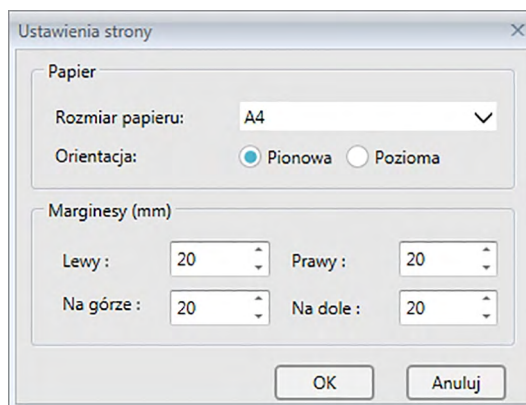 Ustawienia strony
Papier
Rozmiar papieru: A4
Orientacja: Pionowa Pozioma
Marginesy (mm)
Lewy : 20 Prawy : 20
Na górze : 20 Na dole : 20
OK Anuluj